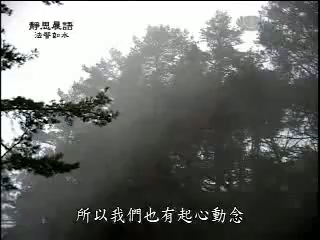 靜思晨語
法譬如水
所以我們也有起心動念